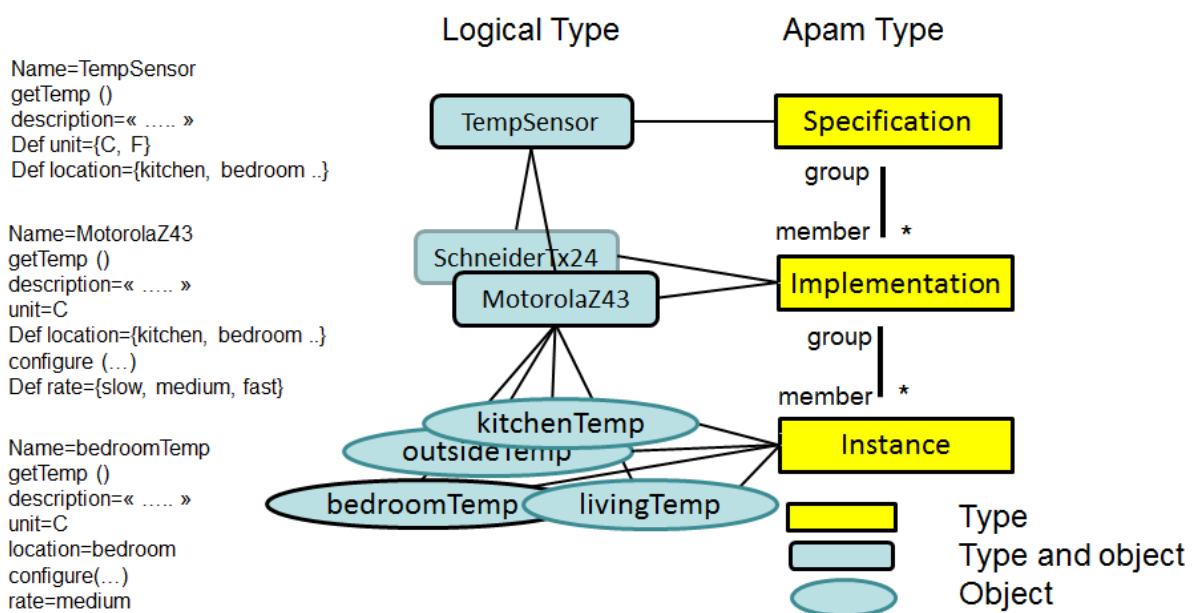 Logical Type
Apam Type
Name=TempSensor
getTemp ()
description=« ..... »
Def unit={C, F}
Def location={kitchen, bedroom ..}
TempSensor
Specification
group
member *
Name=MotorolaZ43
getTemp ()
description=« ..... »
unit=C
Def location={kitchen, bedroom ..}
configure (...)
Def rate={slow, medium, fast}
SchneiderTx24
MotorolaZ43
Implementation
group
member *
Name=bedroomTemp
getTemp ()
description=« ..... »
unit=C
location=bedroom
configure(...)
rate=medium
kitchenTemp
outsideTemp
bedroomTemp
livingTemp
Instance
Type
Type and object
Object